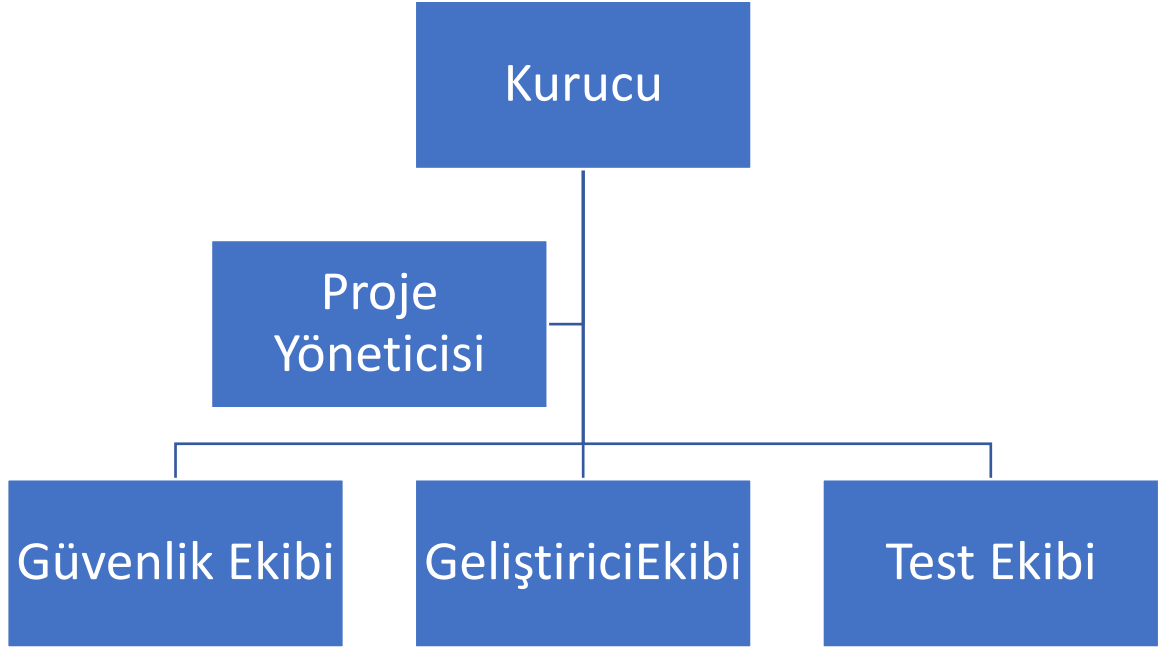 Kurucu
Proje
Yöneticisi
Güvenlik Ekibi
GeliştiriciEkibi
Test Ekibi